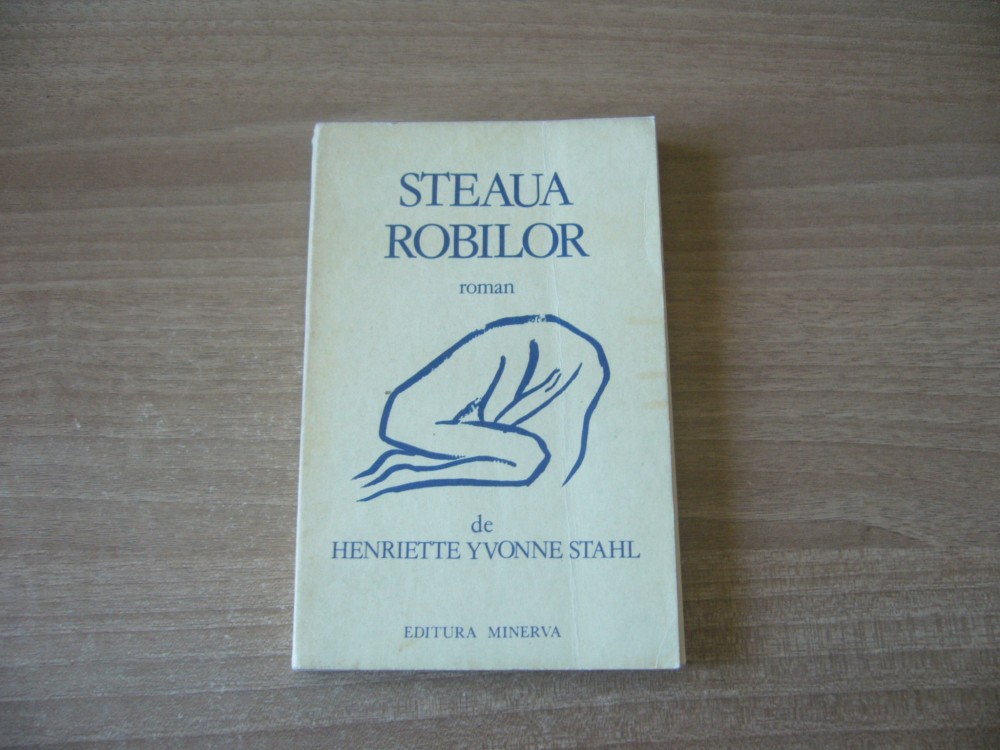 STEAUA
ROBILOR
roman
de
HENRIETTE YVONNE STAHL
EDITURA MINERVA